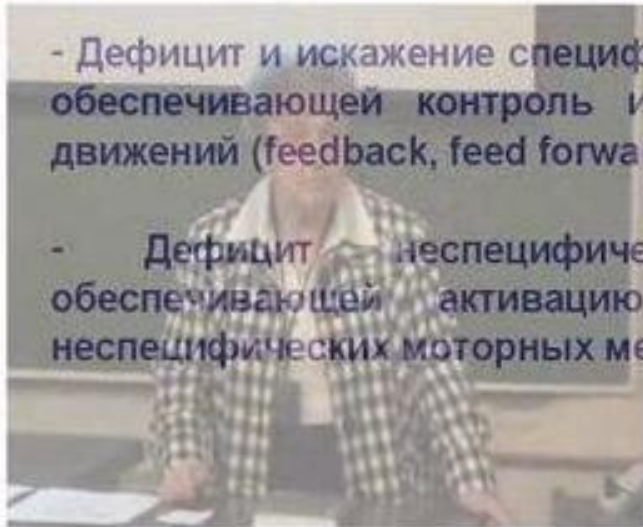 - Дефицит и искажение специф
обеспечивающей контроль и
движений (feedback, feed forwa
- Дефицит неспецифиче
обеспечивающей активацию
неспецифических моторных ме